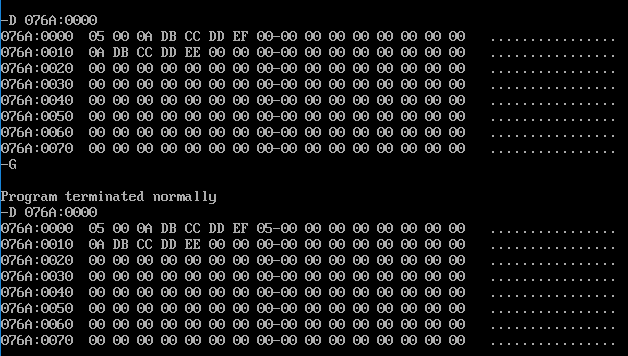 -D 076A:0000
076A:0000 05 00 0A DB CC DD EF 00-00 00 00 00 00 00 00 00 ................
076A:0010 0A DB CC DD EE 00 00 00-00 00 00 00 00 00 00 00 ................
076A:0020 00 00 00 00 00 00 00 00-00 00 00 00 00 00 00 00 ................
076A:0030 00 00 00 00 00 00 00 00-00 00 00 00 00 00 00 00 ................
076A:0040 00 00 00 00 00 00 00 00-00 00 00 00 00 00 00 00 ................
076A:0050 00 00 00 00 00 00 00 00-00 00 00 00 00 00 00 00 ................
076A:0060 00 00 00 00 00 00 00 00-00 00 00 00 00 00 00 00 ................
076A:0070 00 00 00 00 00 00 00 00-00 00 00 00 00 00 00 00 ................
-G
Program terminated normally
-D 076A:0000
076A:0000 05 00 0A DB CC DD EF 05-00 00 00 00 00 00 00 00 ................
076A:0010 0A DB CC DD EE 00 00 00-00 00 00 00 00 00 00 00 ................
076A:0020 00 00 00 00 00 00 00 00-00 00 00 00 00 00 00 00 ................
076A:0030 00 00 00 00 00 00 00 00-00 00 00 00 00 00 00 00 ................
076A:0040 00 00 00 00 00 00 00 00-00 00 00 00 00 00 00 00 ................
076A:0050 00 00 00 00 00 00 00 00-00 00 00 00 00 00 00 00 ................
076A:0060 00 00 00 00 00 00 00 00-00 00 00 00 00 00 00 00 ................
076A:0070 00 00 00 00 00 00 00 00-00 00 00 00 00 00 00 00 ................